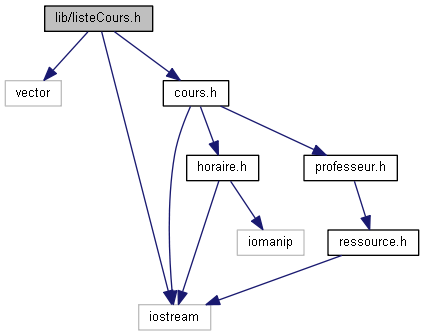 lib/listeCours.h
vector
cours.h
horaire.h
professeur.h
iomanip
ressource.h
iostream